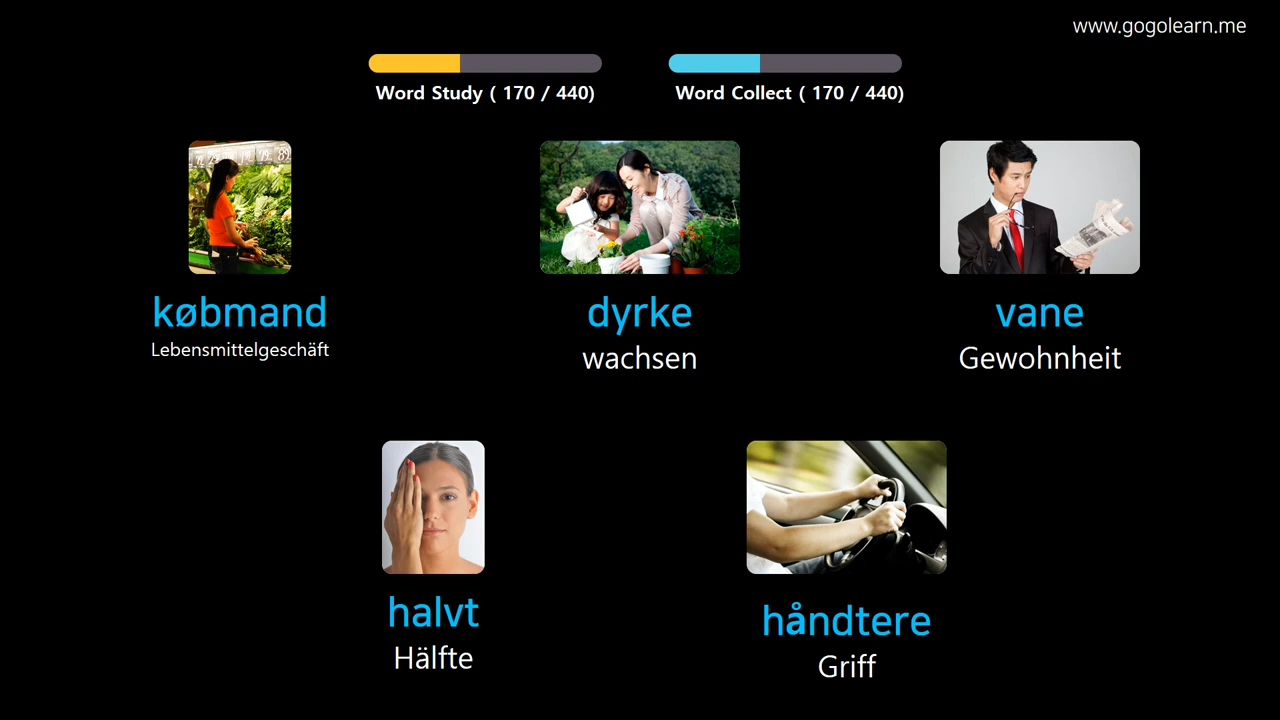 www.gogolearn.me
Word Study ( 170 / 440)
Word Collect ( 170 / 440)
købmand
Lebensmittelgeschäft
dyrke
wachsen
vane
Gewohnheit
halvt
Hälfte
håndtere
Griff